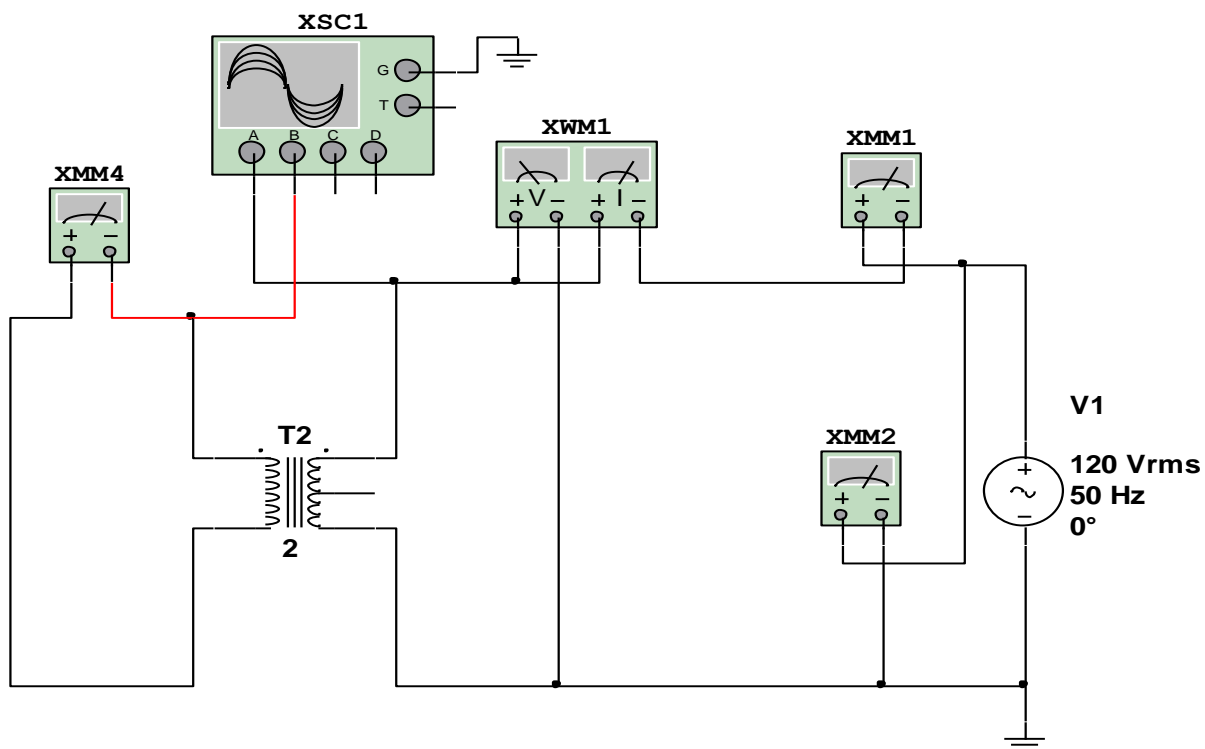 XSC1
G
T
A B C D
XWM1
+ V − + I −
XMM1
+ −
XMM4
+ −
T2
2
XMM2
+ −
V1
+
−
120 Vrms
50 Hz
0°